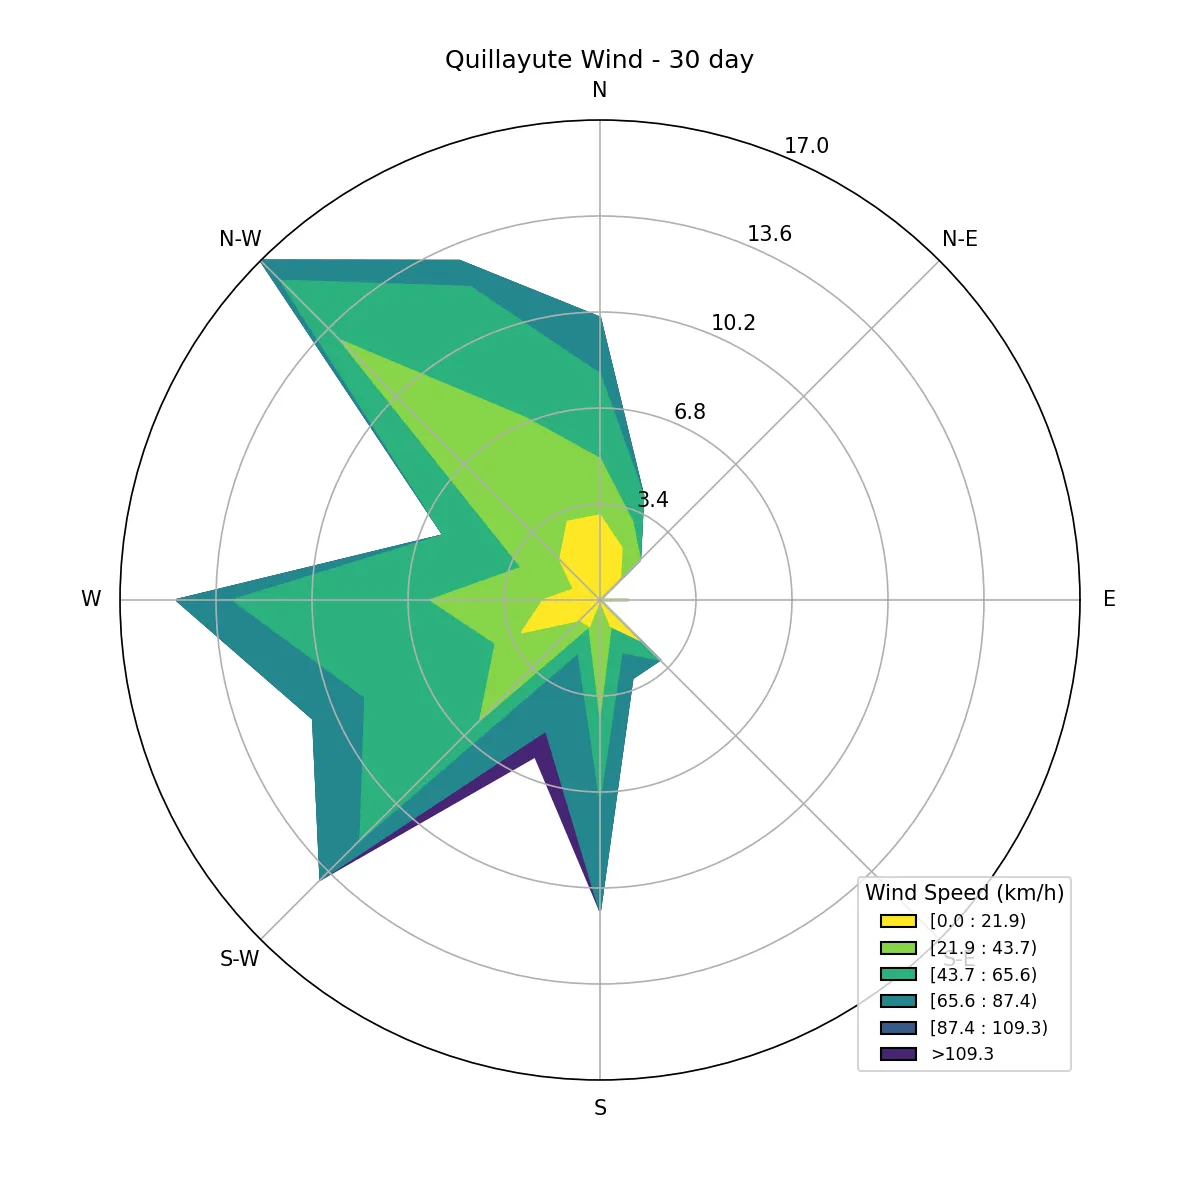 Quillayute Wind - 30 day
N
17.0
13.6
N-W
N-E
10.2
6.8
3.4
W
E
S-W
S-E
S
Wind Speed (km/h)
[0.0 : 21.9)
[21.9 : 43.7)
[43.7 : 65.6)
[65.6 : 87.4)
[87.4 : 109.3)
>109.3